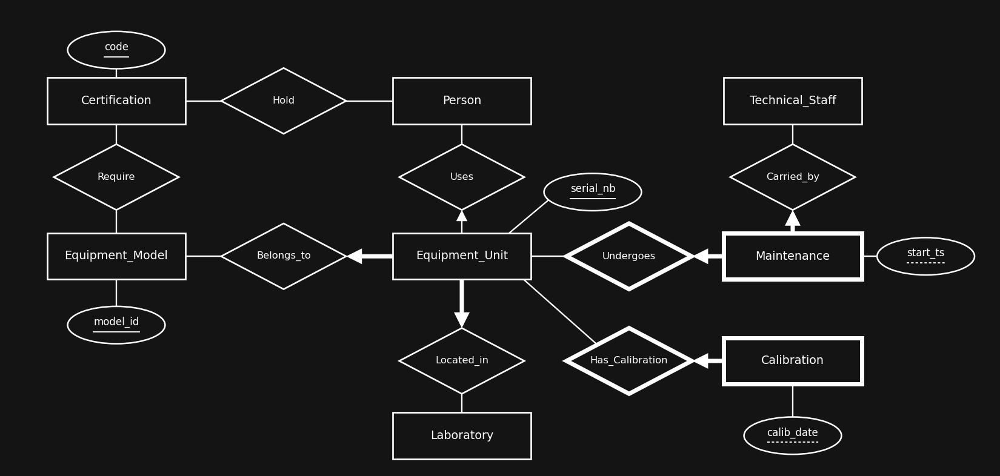 code
Certification
Hold
Person
Technical_Staff
Require
Uses
Carried_by
serial_nb
Equipment_Model
Belongs_to
Equipment_Unit
Undergoes
Maintenance
start_ts
model_id
Located_in
Has_Calibration
Calibration
Laboratory
calib_date